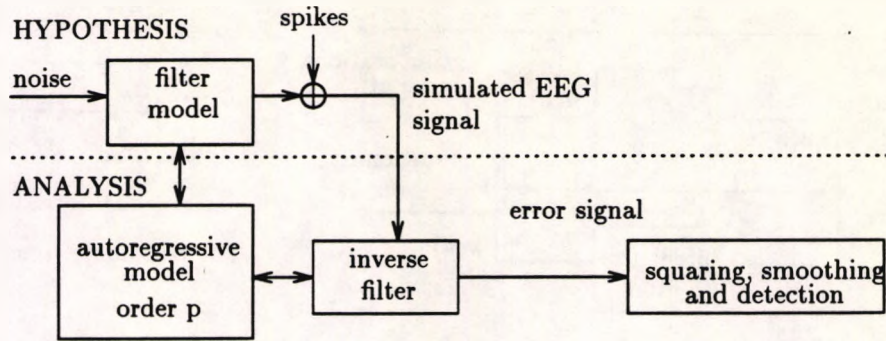 HYPOTHESIS
spikes
noise
filter
model
simulated EEG
signal
ANALYSIS
autoregressive
model
order p
inverse
filter
error signal
squaring, smoothing
and detection